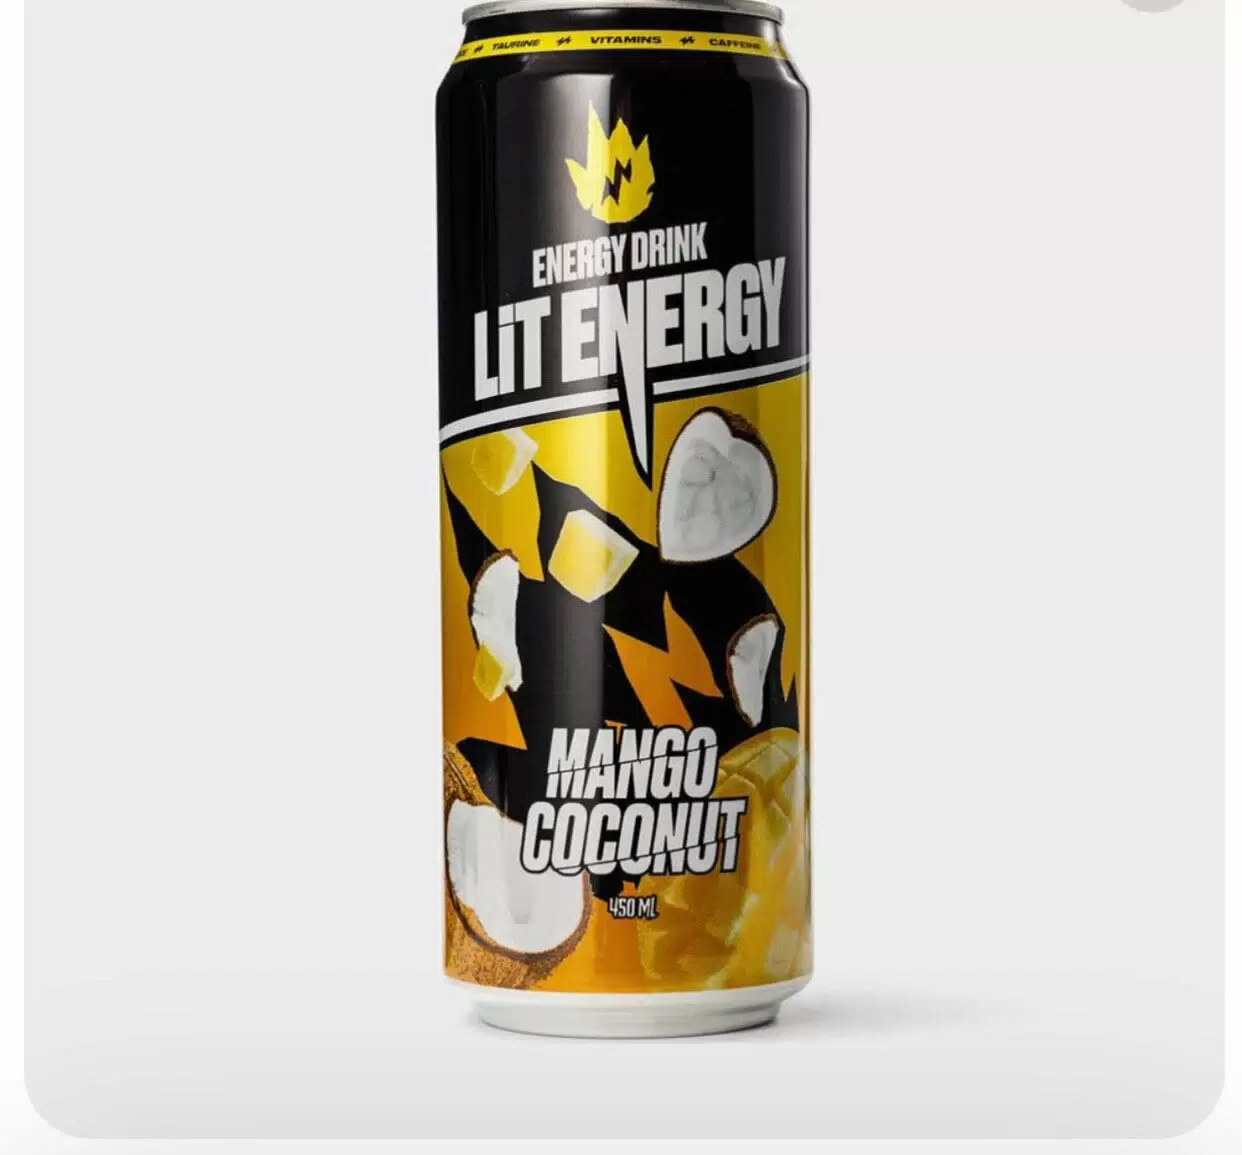 TAURINE VITAMINS CAFFEINE
ENERGY DRINK
LiT ENERGY
MANGO
COCONUT
450 ML